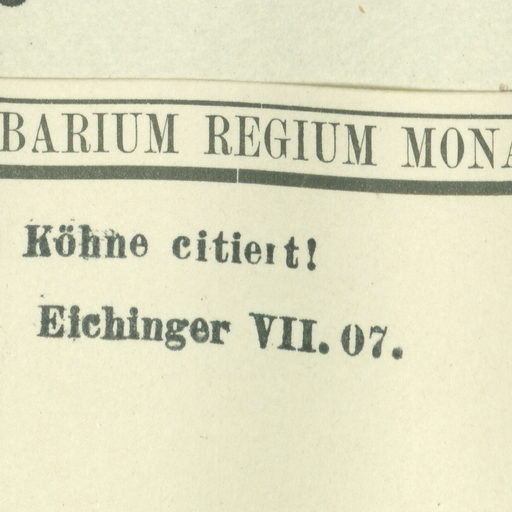 BARIUM REGIUM MONA
Köhne citiert!
Eichinger VII. 07.